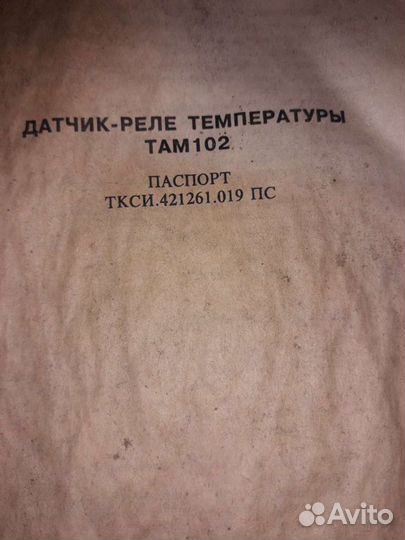 ДАТЧИК-РЕЛЕ ТЕМПЕРАТУРЫ
ТАМ102
ПАСПОРТ
ТКСИ.421261.019 ПС
Avito